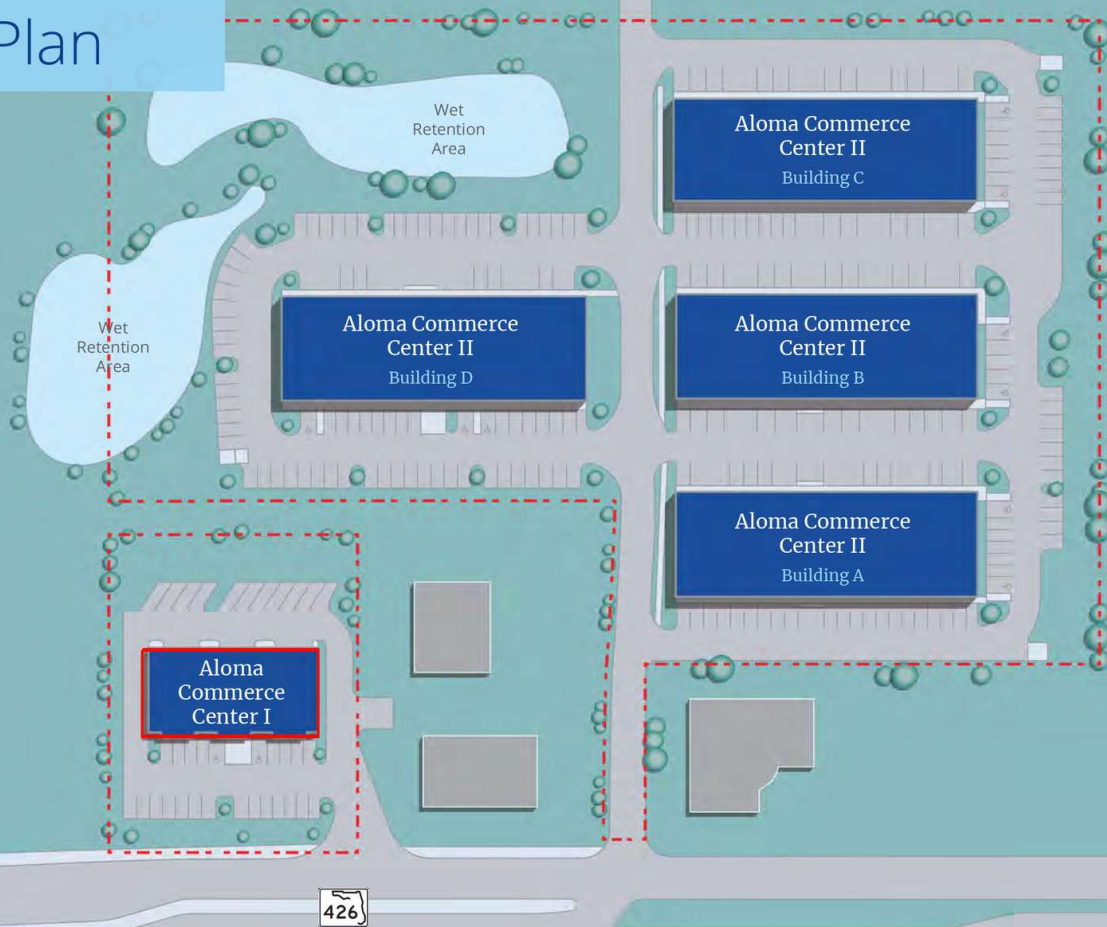 Plan
Wet
Retention
Area
Aloma Commerce
Center II
Building C
Wet
Retention
Area
Aloma Commerce
Center II
Building D
Aloma Commerce
Center II
Building B
Aloma Commerce
Center II
Building A
Aloma
Commerce
Center I
426